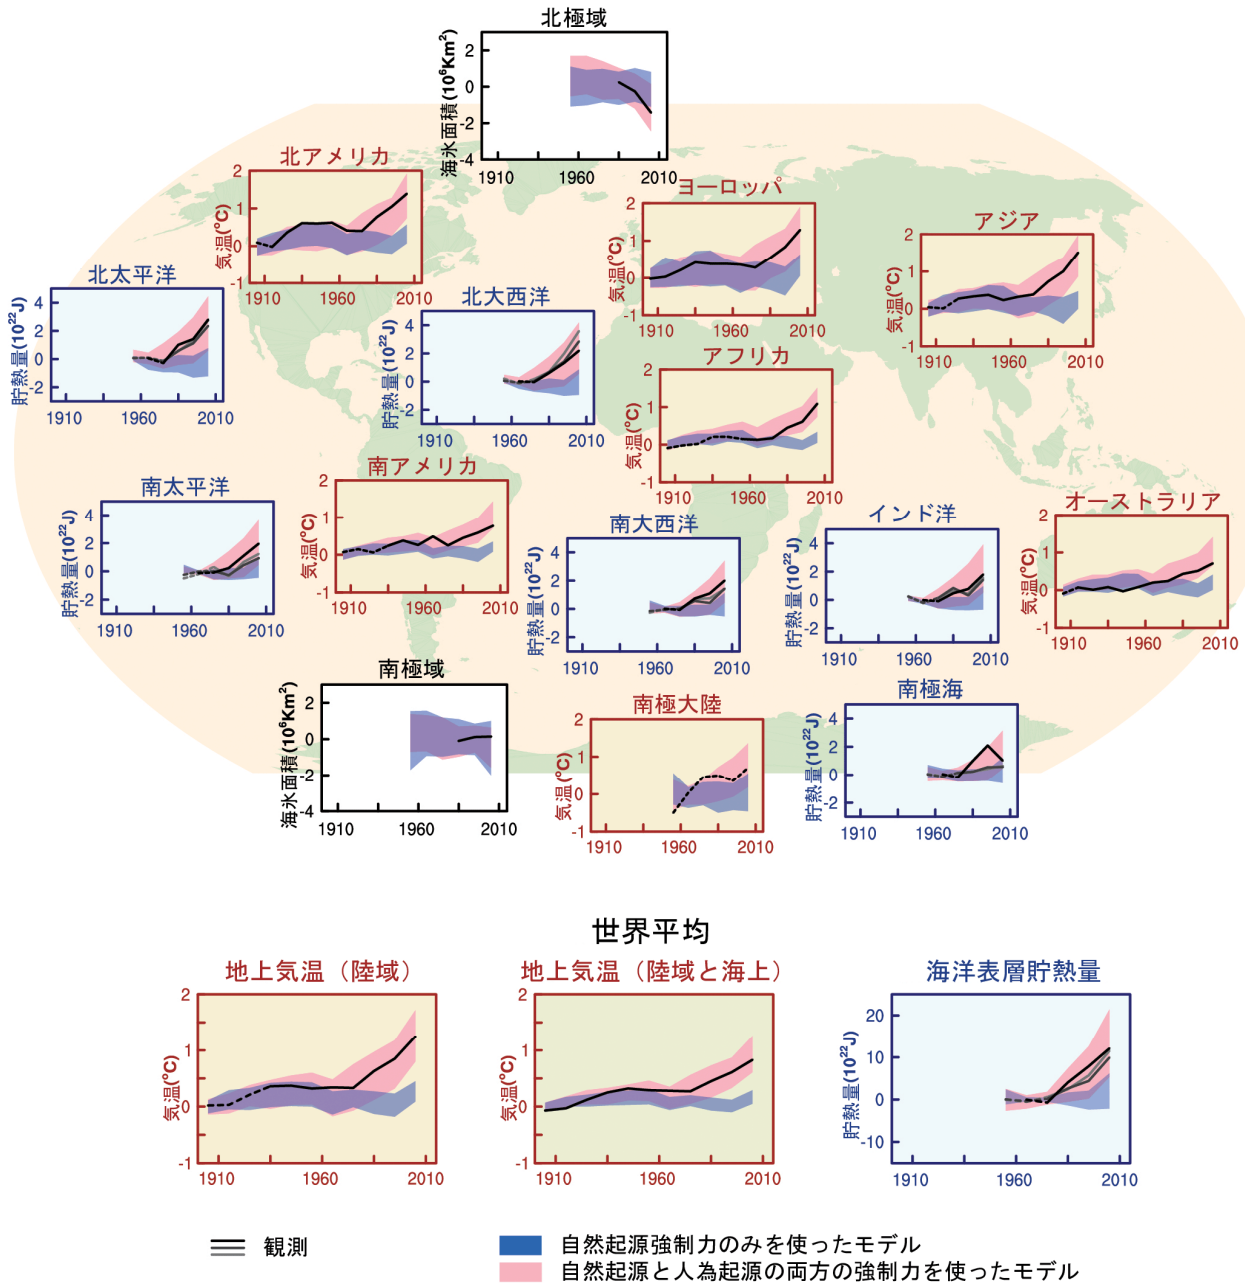 北極域
海氷面積(10⁶Km²)
2
0
-2
-4
1910 1960 2010
北アメリカ
気温(°C)
2
1
0
-1
1910 1960 2010
ヨーロッパ
気温(°C)
2
1
0
-1
1910 1960 2010
アジア
気温(°C)
2
1
0
-1
1910 1960 2010
北太平洋
貯熱量(10²²J)
4
2
0
-2
1910 1960 2010
北大西洋
貯熱量(10²²J)
4
2
0
-2
1910 1960 2010
アフリカ
気温(°C)
2
1
0
-1
1910 1960 2010
南太平洋
貯熱量(10²²J)
4
2
0
-2
1910 1960 2010
南アメリカ
気温(°C)
2
1
0
-1
1910 1960 2010
南大西洋
貯熱量(10²²J)
4
2
0
-2
1910 1960 2010
インド洋
貯熱量(10²²J)
4
2
0
-2
1910 1960 2010
オーストラリア
気温(°C)
2
1
0
-1
1910 1960 2010
南極域
海氷面積(10⁶Km²)
2
0
-2
-4
1910 1960 2010
南極大陸
気温(°C)
2
1
0
-1
1910 1960 2010
南極海
貯熱量(10²²J)
4
2
0
-2
1910 1960 2010
世界平均
地上気温（陸域）
気温(°C)
2
1
0
-1
1910 1960 2010
地上気温（陸域と海上）
気温(°C)
2
1
0
-1
1910 1960 2010
海洋表層貯熱量
貯熱量(10²²J)
20
10
0
-10
1910 1960 2010
観測
自然起源強制力のみを使ったモデル
自然起源と人為起源の両方の強制力を使ったモデル